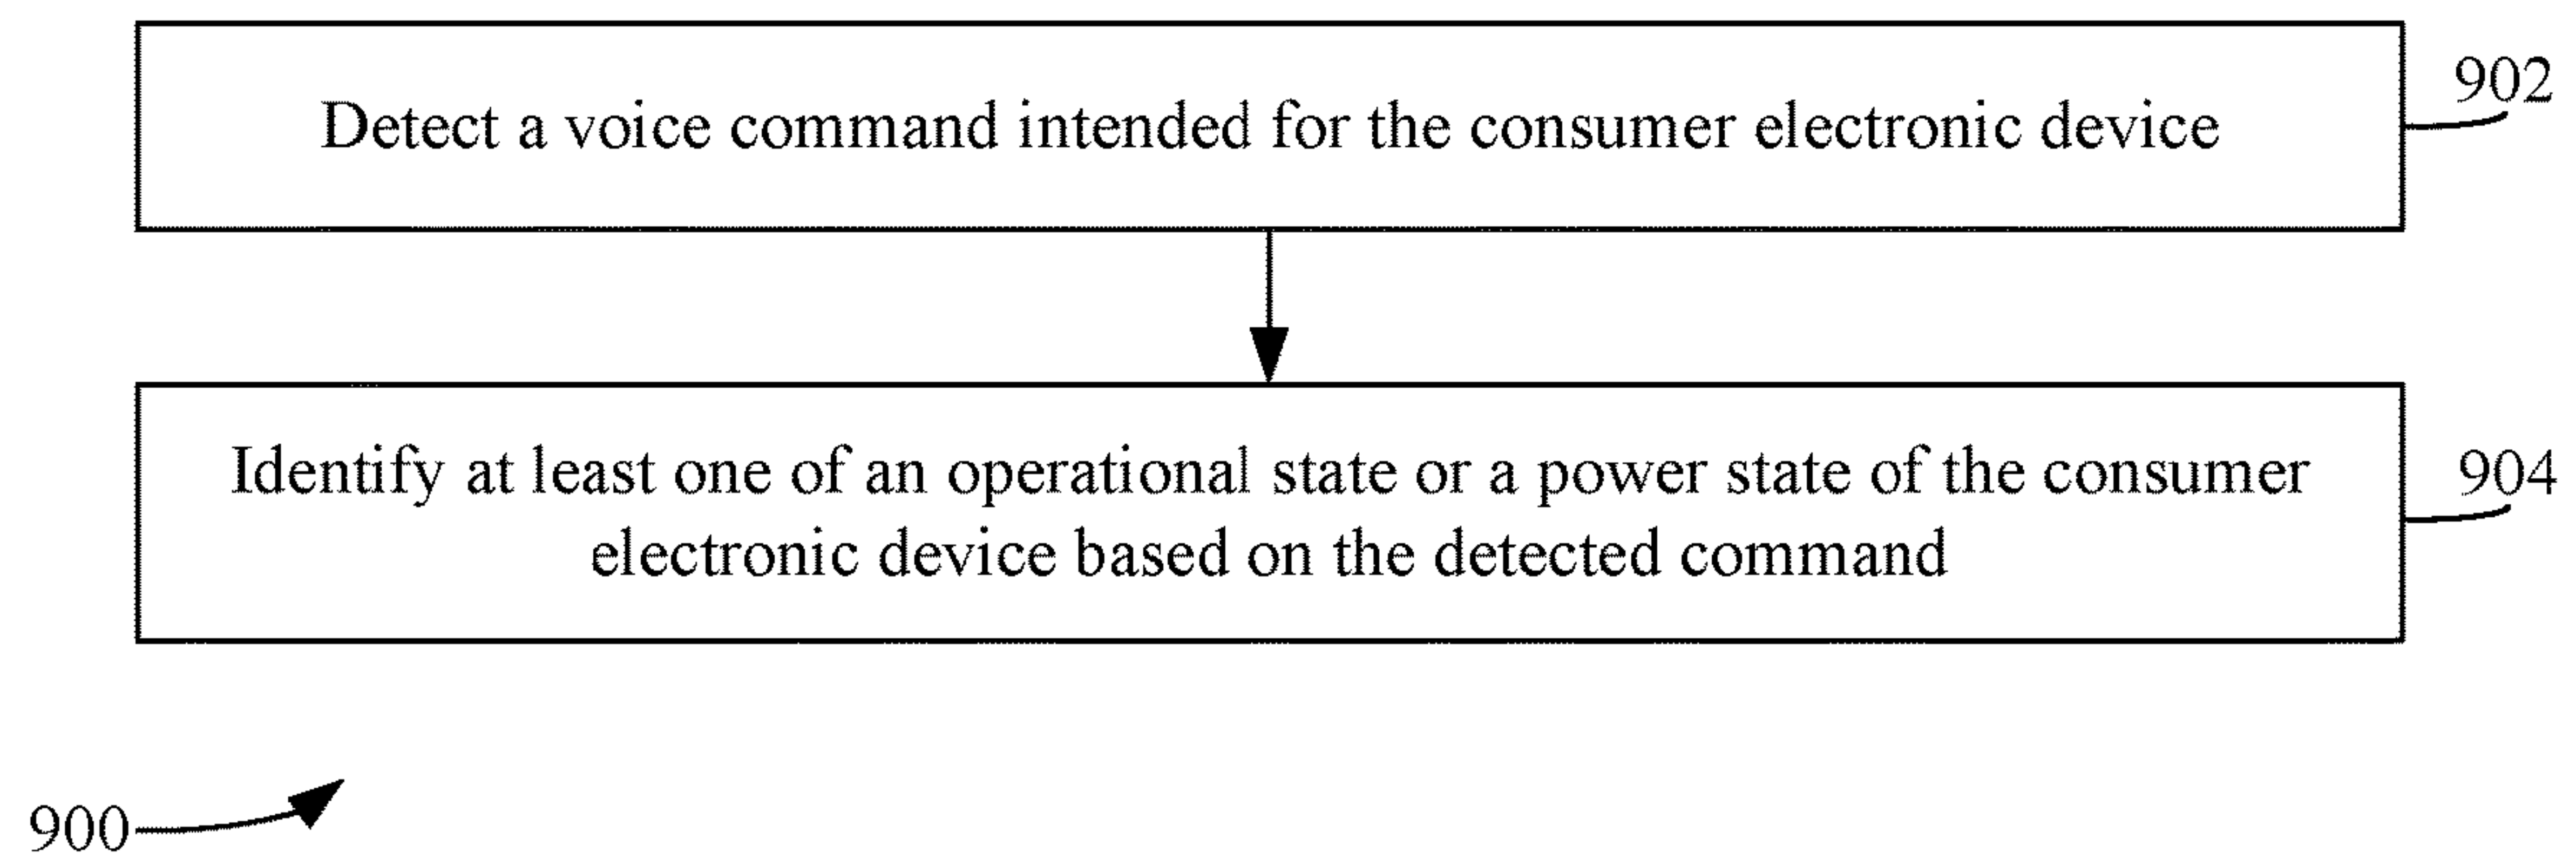 Detect a voice command intended for the consumer electronic device
902
Identify at least one of an operational state or a power state of the consumer
electronic device based on the detected command
904
900